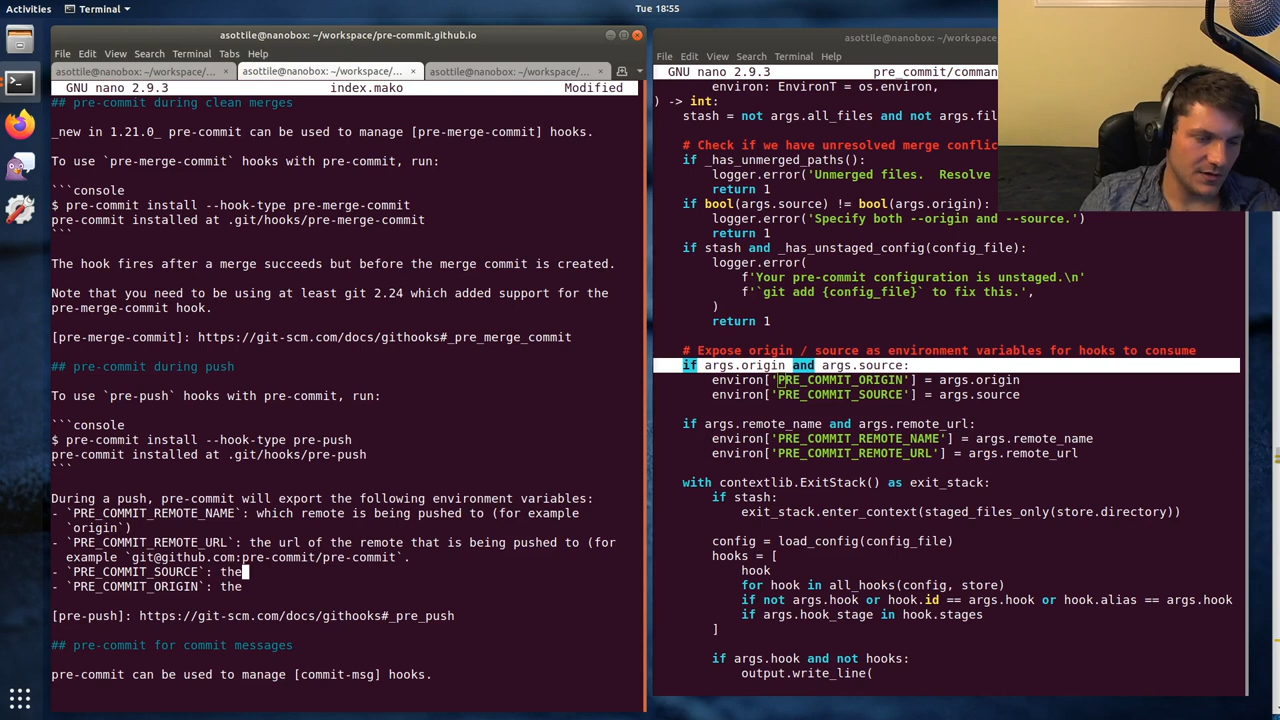 Activities
Terminal
Tue 18:55
asottile@nanobox: ~/workspace/pre-commit.github.io
File Edit View Search Terminal Tabs Help
asottile@nanobox: ~/workspace/... × asottile@nanobox: ~/workspace/... × asottile@nanobox: ~/workspace/... ×
GNU nano 2.9.3 index.mako Modified
## pre-commit during clean merges
_new in 1.21.0_ pre-commit can be used to manage [pre-merge-commit] hooks.
To use `pre-merge-commit` hooks with pre-commit, run:
```console
$ pre-commit install --hook-type pre-merge-commit
pre-commit installed at .git/hooks/pre-merge-commit
```
The hook fires after a merge succeeds but before the merge commit is created.
Note that you need to be using at least git 2.24 which added support for the
pre-merge-commit hook.
[pre-merge-commit]: https://git-scm.com/docs/githooks#_pre_merge_commit
## pre-commit during push
To use `pre-push` hooks with pre-commit, run:
```console
$ pre-commit install --hook-type pre-push
pre-commit installed at .git/hooks/pre-push
```
During a push, pre-commit will export the following environment variables:
- `PRE_COMMIT_REMOTE_NAME`: which remote is being pushed to (for example
`origin`)
- `PRE_COMMIT_REMOTE_URL`: the url of the remote that is being pushed to (for
example `git@github.com:pre-commit/pre-commit`.
- `PRE_COMMIT_SOURCE`: the
- `PRE_COMMIT_ORIGIN`: the
[pre-push]: https://git-scm.com/docs/githooks#_pre_push
## pre-commit for commit messages
pre-commit can be used to manage [commit-msg] hooks.
asottile@nanobox: ~/workspace
File Edit View Search Terminal Help
GNU nano 2.9.3 pre_commit/comman
environ: EnvironT = os.environ,
) -> int:
stash = not args.all_files and not args.fil
# Check if we have unresolved merge conflic
if _has_unmerged_paths():
logger.error('Unmerged files.  Resolve
return 1
if bool(args.source) != bool(args.origin):
logger.error('Specify both --origin and --source.')
return 1
if stash and _has_unstaged_config(config_file):
logger.error(
f'Your pre-commit configuration is unstaged.\n'
f'`git add {config_file}` to fix this.',
)
return 1
# Expose origin / source as environment variables for hooks to consume
if args.origin and args.source:
environ['PRE_COMMIT_ORIGIN'] = args.origin
environ['PRE_COMMIT_SOURCE'] = args.source
if args.remote_name and args.remote_url:
environ['PRE_COMMIT_REMOTE_NAME'] = args.remote_name
environ['PRE_COMMIT_REMOTE_URL'] = args.remote_url
with contextlib.ExitStack() as exit_stack:
if stash:
exit_stack.enter_context(staged_files_only(store.directory))
config = load_config(config_file)
hooks = [
hook
for hook in all_hooks(config, store)
if not args.hook or hook.id == args.hook or hook.alias == args.hook
if args.hook_stage in hook.stages
]
if args.hook and not hooks:
output.write_line(